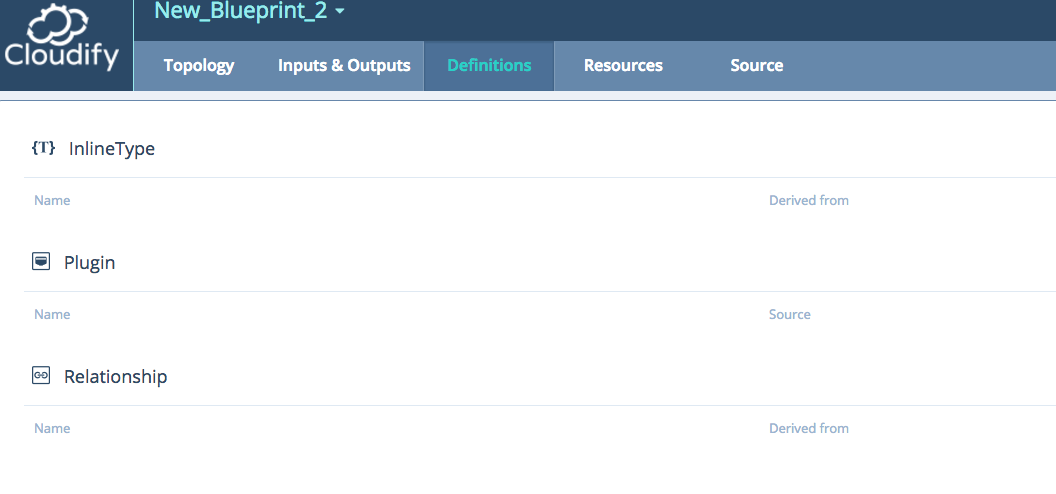 New_Blueprint_2
Cloudify
Topology Inputs & Outputs Definitions Resources Source
{T} InlineType
Name Derived from
Plugin
Name Source
Relationship
Name Derived from